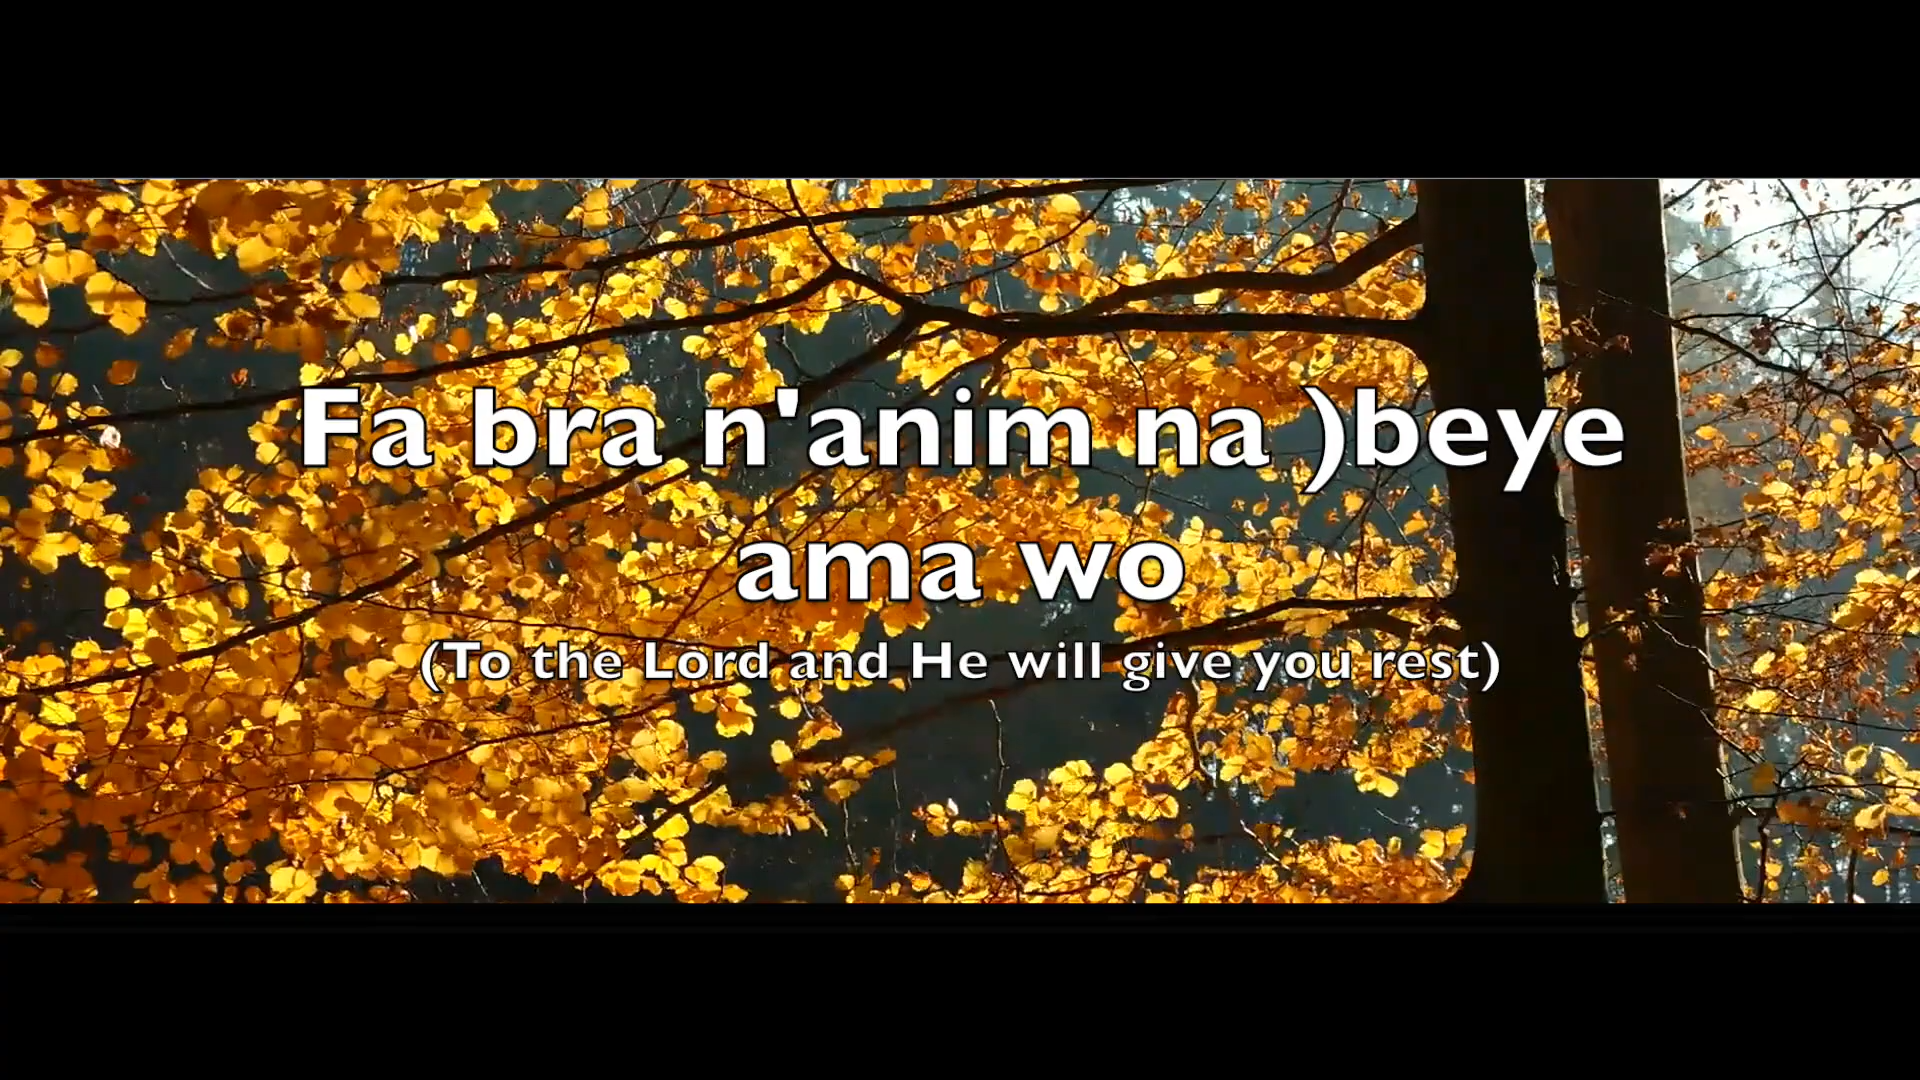 Fa bra n'anim na )beye
ama wo
(To the Lord and He will give you rest)